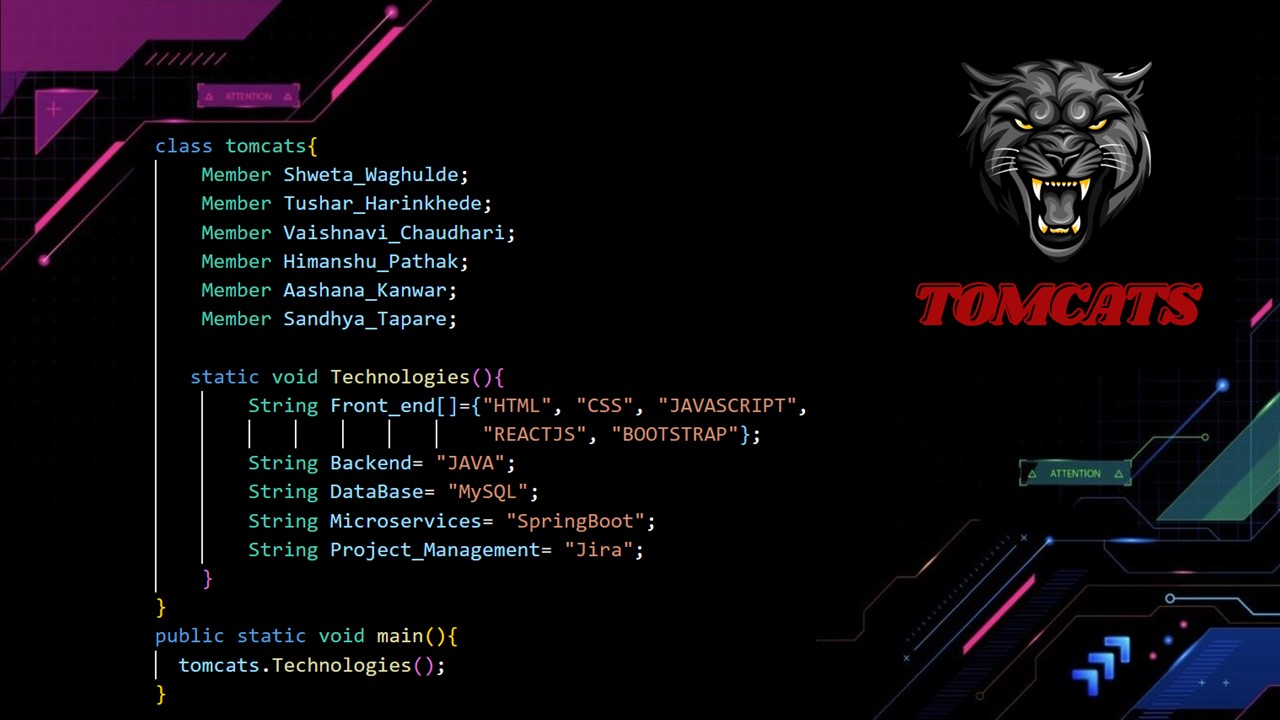 ATTENTION
class tomcats{
Member Shweta_Waghulde;
Member Tushar_Harinkhede;
Member Vaishnavi_Chaudhari;
Member Himanshu_Pathak;
Member Aashana_Kanwar;
Member Sandhya_Tapare;
static void Technologies(){
String Front_end[]={"HTML", "CSS", "JAVASCRIPT",
"REACTJS", "BOOTSTRAP"};
String Backend= "JAVA";
String DataBase= "MySQL";
String Microservices= "SpringBoot";
String Project_Management= "Jira";
}
}
public static void main(){
tomcats.Technologies();
}
TOMCATS
ATTENTION